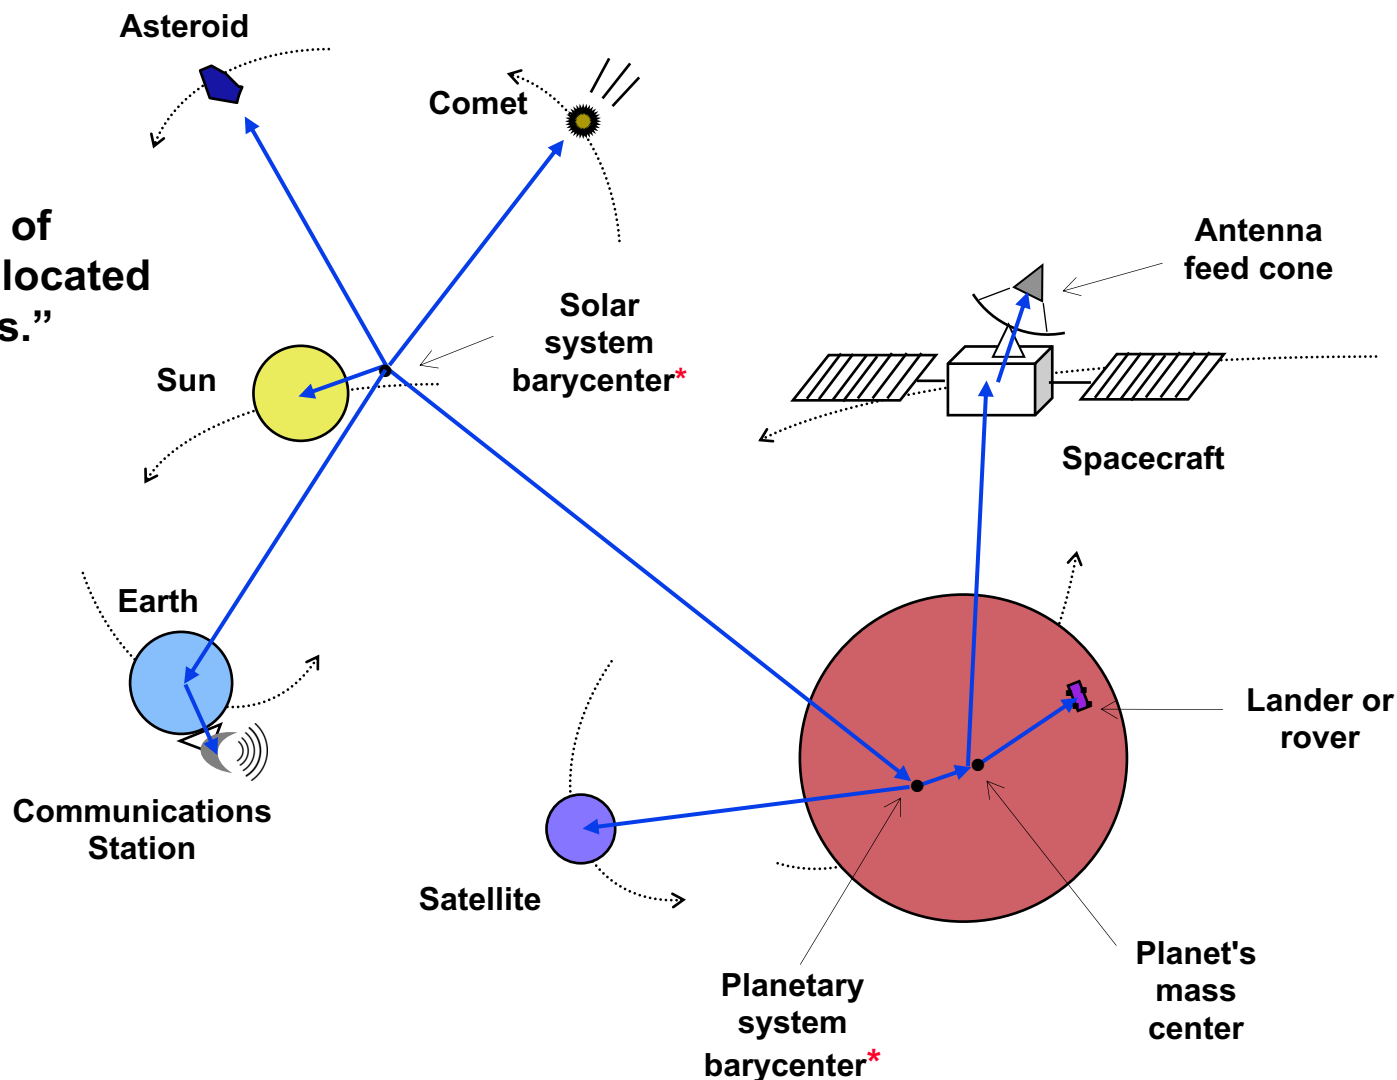 Asteroid
Comet
of
located
s.”
Antenna
feed cone
Solar
system
barycenter*
Sun
Spacecraft
Earth
Lander or
rover
Communications
Station
Satellite
Planet's
mass
center
Planetary
system
barycenter*